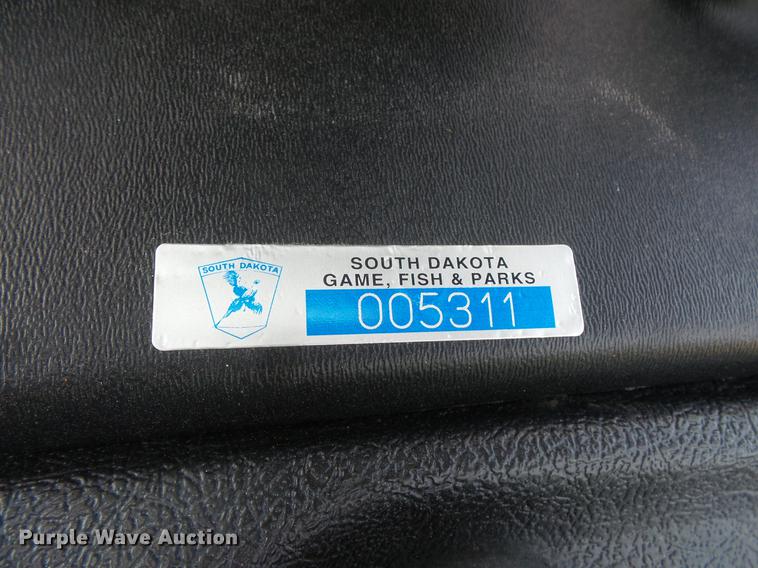 SOUTH DAKOTA
SOUTH DAKOTA
GAME, FISH & PARKS
005311
Purple Wave Auction